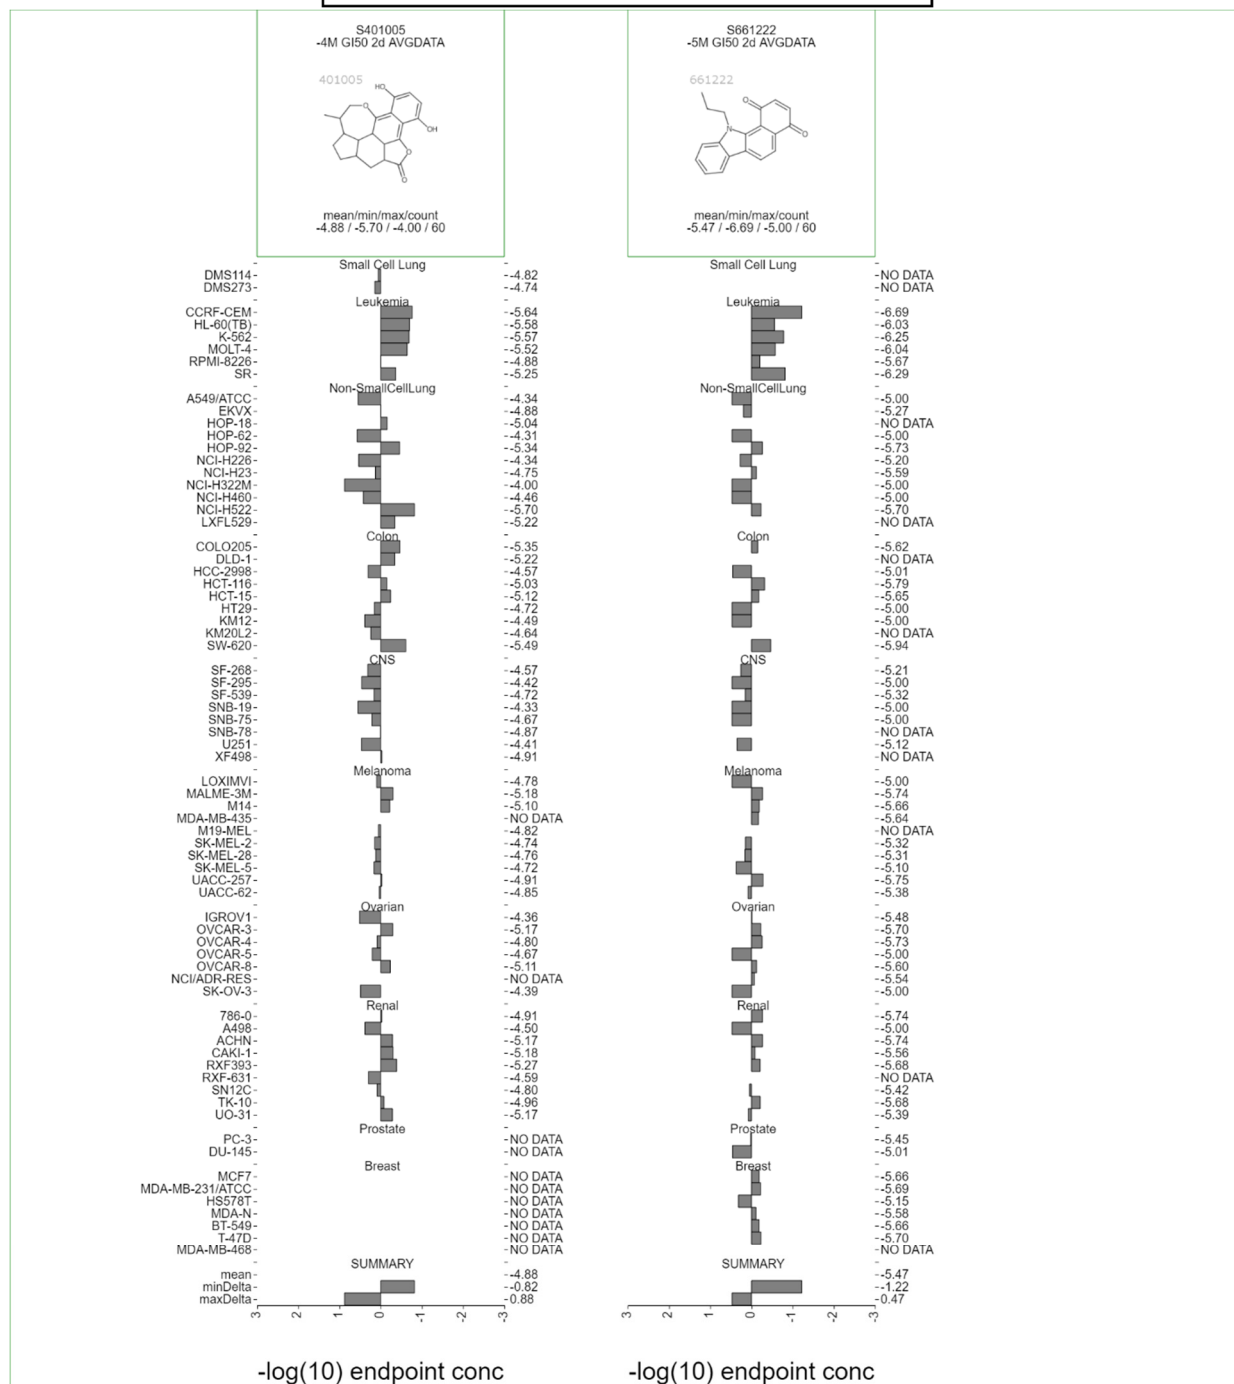 S401005 S661222
-4M GI50 2d AVGDATA -5M GI50 2d AVGDATA
401005 661222
HO
O N O
OH
O O
O
mean/min/max/count mean/min/max/count
-4.88 / -5.70 / -4.00 / 60 -5.47 / -6.69 / -5.00 / 60
Small Cell Lung Small Cell Lung
DMS114 -4.82 NO DATA
DMS273 -4.74 NO DATA
Leukemia Leukemia
CCRF-CEM -5.64 -6.69
HL-60(TB) -5.58 -6.03
K-562 -5.57 -6.25
MOLT-4 -5.52 -6.04
RPMI-8226 -4.88 -5.67
SR -5.25 -6.29
Non-SmallCellLung Non-SmallCellLung
A549/ATCC -4.34 -5.00
EKVX -4.88 -5.27
HOP-18 -5.04 NO DATA
HOP-62 -4.31 -5.00
HOP-92 -5.34 -5.73
NCI-H226 -4.34 -5.20
NCI-H23 -4.75 -5.59
NCI-H322M -4.00 -5.00
NCI-H460 -4.46 -5.00
NCI-H522 -5.70 -5.70
LXFL529 -5.22 NO DATA
Colon Colon
COLO205 -5.35 -5.62
DLD-1 -5.22 NO DATA
HCC-2998 -4.57 -5.01
HCT-116 -5.03 -5.79
HCT-15 -5.12 -5.65
HT29 -4.72 -5.00
KM12 -4.49 -5.00
KM20L2 -4.64 NO DATA
SW-620 -5.49 -5.94
CNS CNS
SF-268 -4.57 -5.21
SF-295 -4.42 -5.00
SF-539 -4.72 -5.32
SNB-19 -4.33 -5.00
SNB-75 -4.67 -5.00
SNB-78 -4.87 NO DATA
U251 -4.41 -5.12
XF498 -4.91 NO DATA
Melanoma Melanoma
LOXIMVI -4.78 -5.00
MALME-3M -5.18 -5.74
M14 -5.10 -5.66
MDA-MB-435 NO DATA -5.64
M19-MEL -4.82 NO DATA
SK-MEL-2 -4.74 -5.32
SK-MEL-28 -4.76 -5.31
SK-MEL-5 -4.72 -5.10
UACC-257 -4.91 -5.75
UACC-62 -4.85 -5.38
Ovarian Ovarian
IGROV1 -4.36 -5.48
OVCAR-3 -5.17 -5.70
OVCAR-4 -4.80 -5.73
OVCAR-5 -4.67 -5.00
OVCAR-8 -5.11 -5.60
NCI/ADR-RES NO DATA -5.54
SK-OV-3 -4.39 -5.00
Renal Renal
786-0 -4.91 -5.74
A498 -4.50 -5.00
ACHN -5.17 -5.74
CAKI-1 -5.18 -5.56
RXF393 -5.27 -5.68
RXF-631 -4.59 NO DATA
SN12C -4.80 -5.42
TK-10 -4.96 -5.68
UO-31 -5.17 -5.39
Prostate Prostate
PC-3 NO DATA -5.45
DU-145 NO DATA -5.01
Breast Breast
MCF7 NO DATA -5.66
MDA-MB-231/ATCC NO DATA -5.69
HS578T NO DATA -5.15
MDA-N NO DATA -5.58
BT-549 NO DATA -5.66
T-47D NO DATA -5.70
MDA-MB-468 NO DATA NO DATA
SUMMARY SUMMARY
mean -4.88 -5.47
minDelta -0.82 -1.22
maxDelta 0.88 0.47
3 2 1 0 -1 -2 -3 3 2 1 0 -1 -2 -3
-log(10) endpoint conc -log(10) endpoint conc